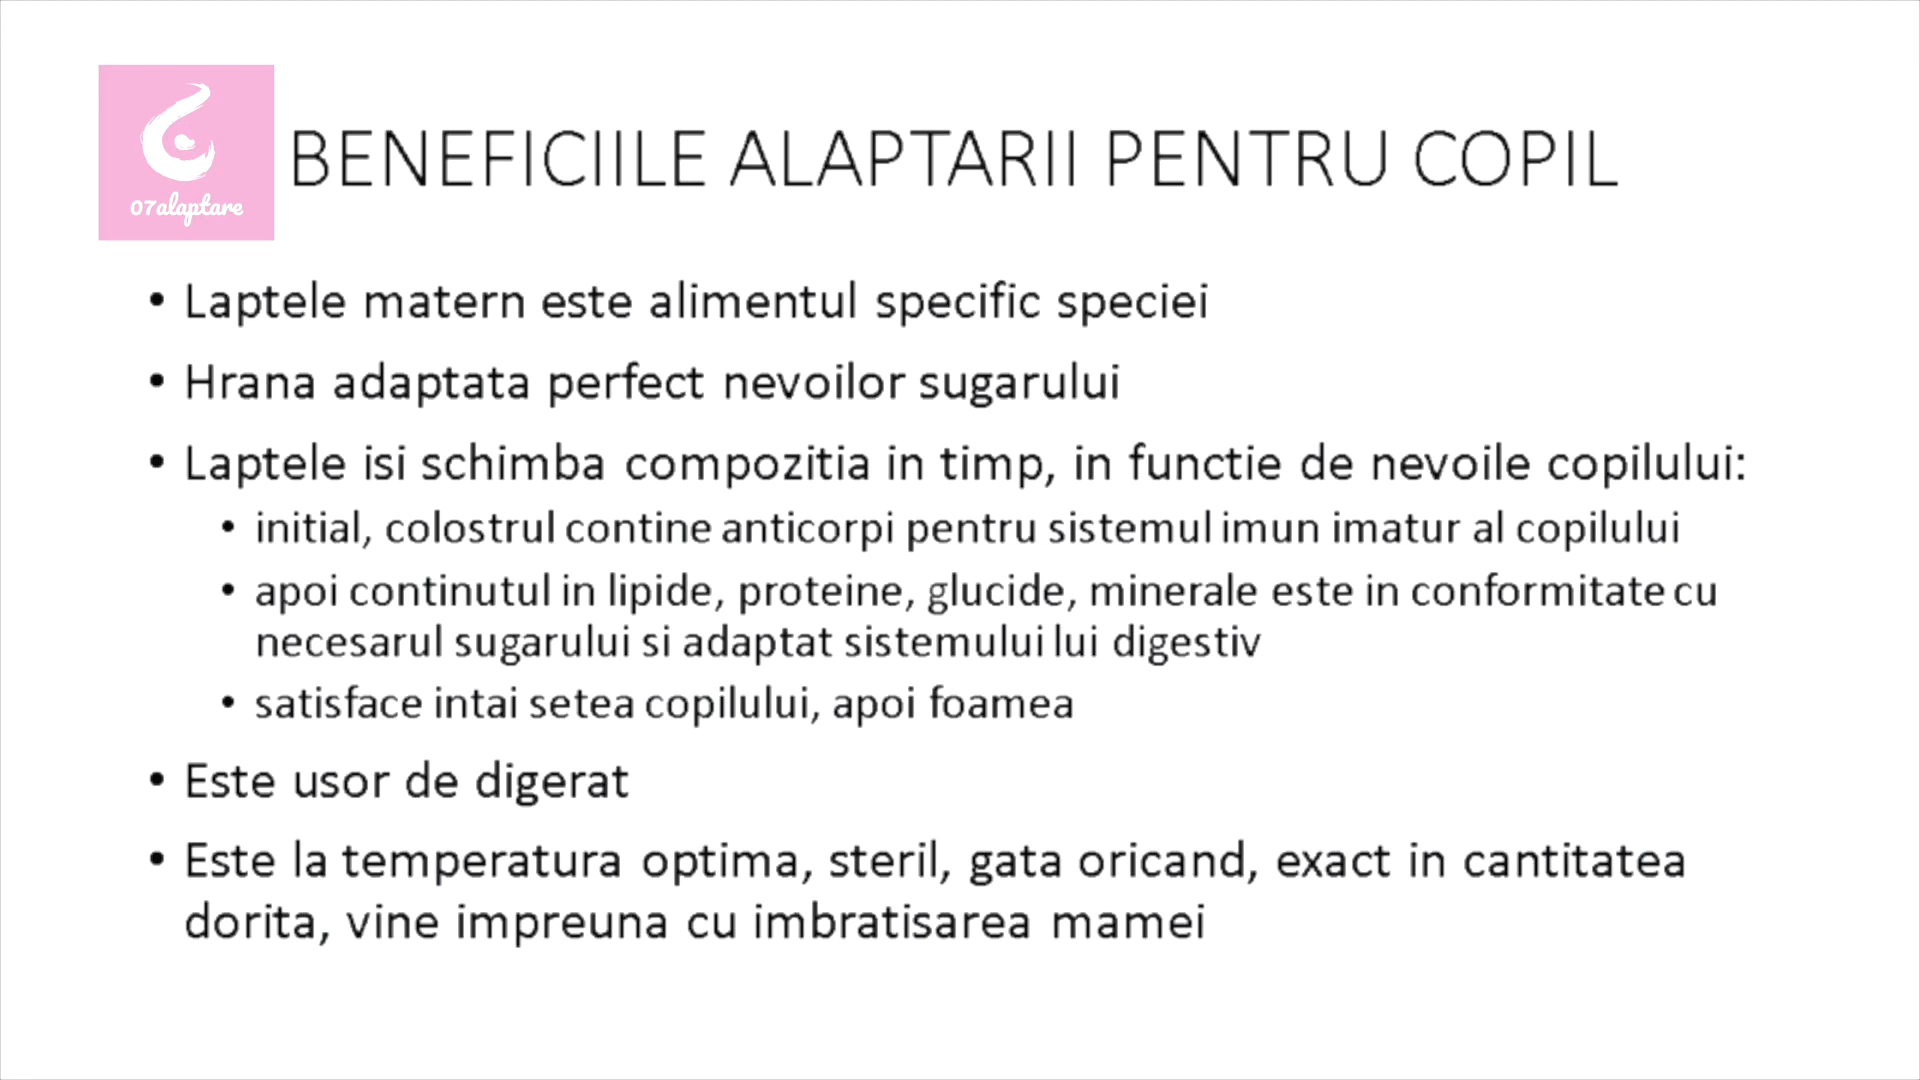 07alaptare
BENEFICIILE ALAPTARII PENTRU COPIL
• Laptele matern este alimentul specific speciei
• Hrana adaptata perfect nevoilor sugarului
• Laptele isi schimba compozitia in timp, in functie de nevoile copilului:
• initial, colostrul contine anticorpi pentru sistemul imun imatur al copilului
• apoi continutul in lipide, proteine, glucide, minerale este in conformitate cu
necesarul sugarului si adaptat sistemului lui digestiv
• satisface intai setea copilului, apoi foamea
• Este usor de digerat
• Este la temperatura optima, steril, gata oricand, exact in cantitatea
dorita, vine impreuna cu imbratisarea mamei